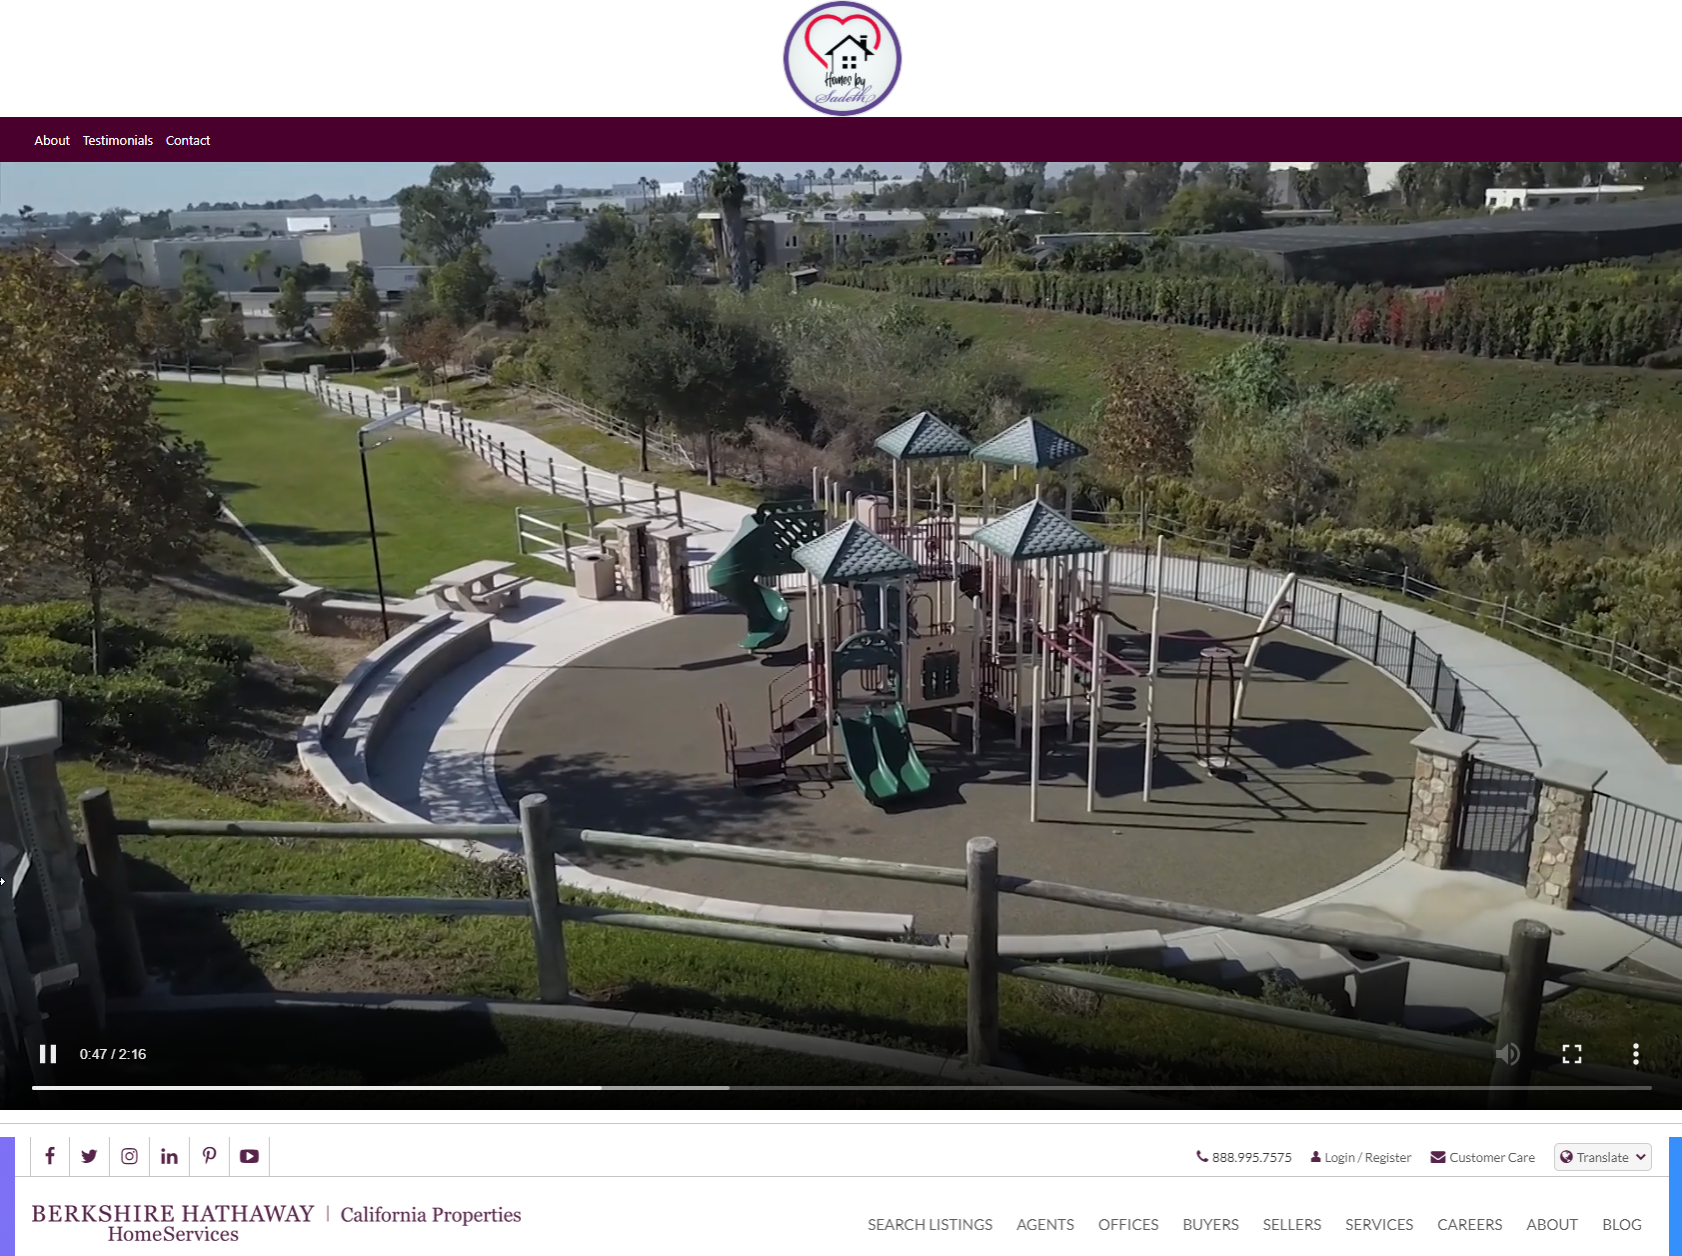 Homes by
Sadeth
About Testimonials Contact
0:47 / 2:16
888.995.7575 Login / Register Customer Care Translate
BERKSHIRE HATHAWAY | California Properties
HomeServices
SEARCH LISTINGS AGENTS OFFICES BUYERS SELLERS SERVICES CAREERS ABOUT BLOG